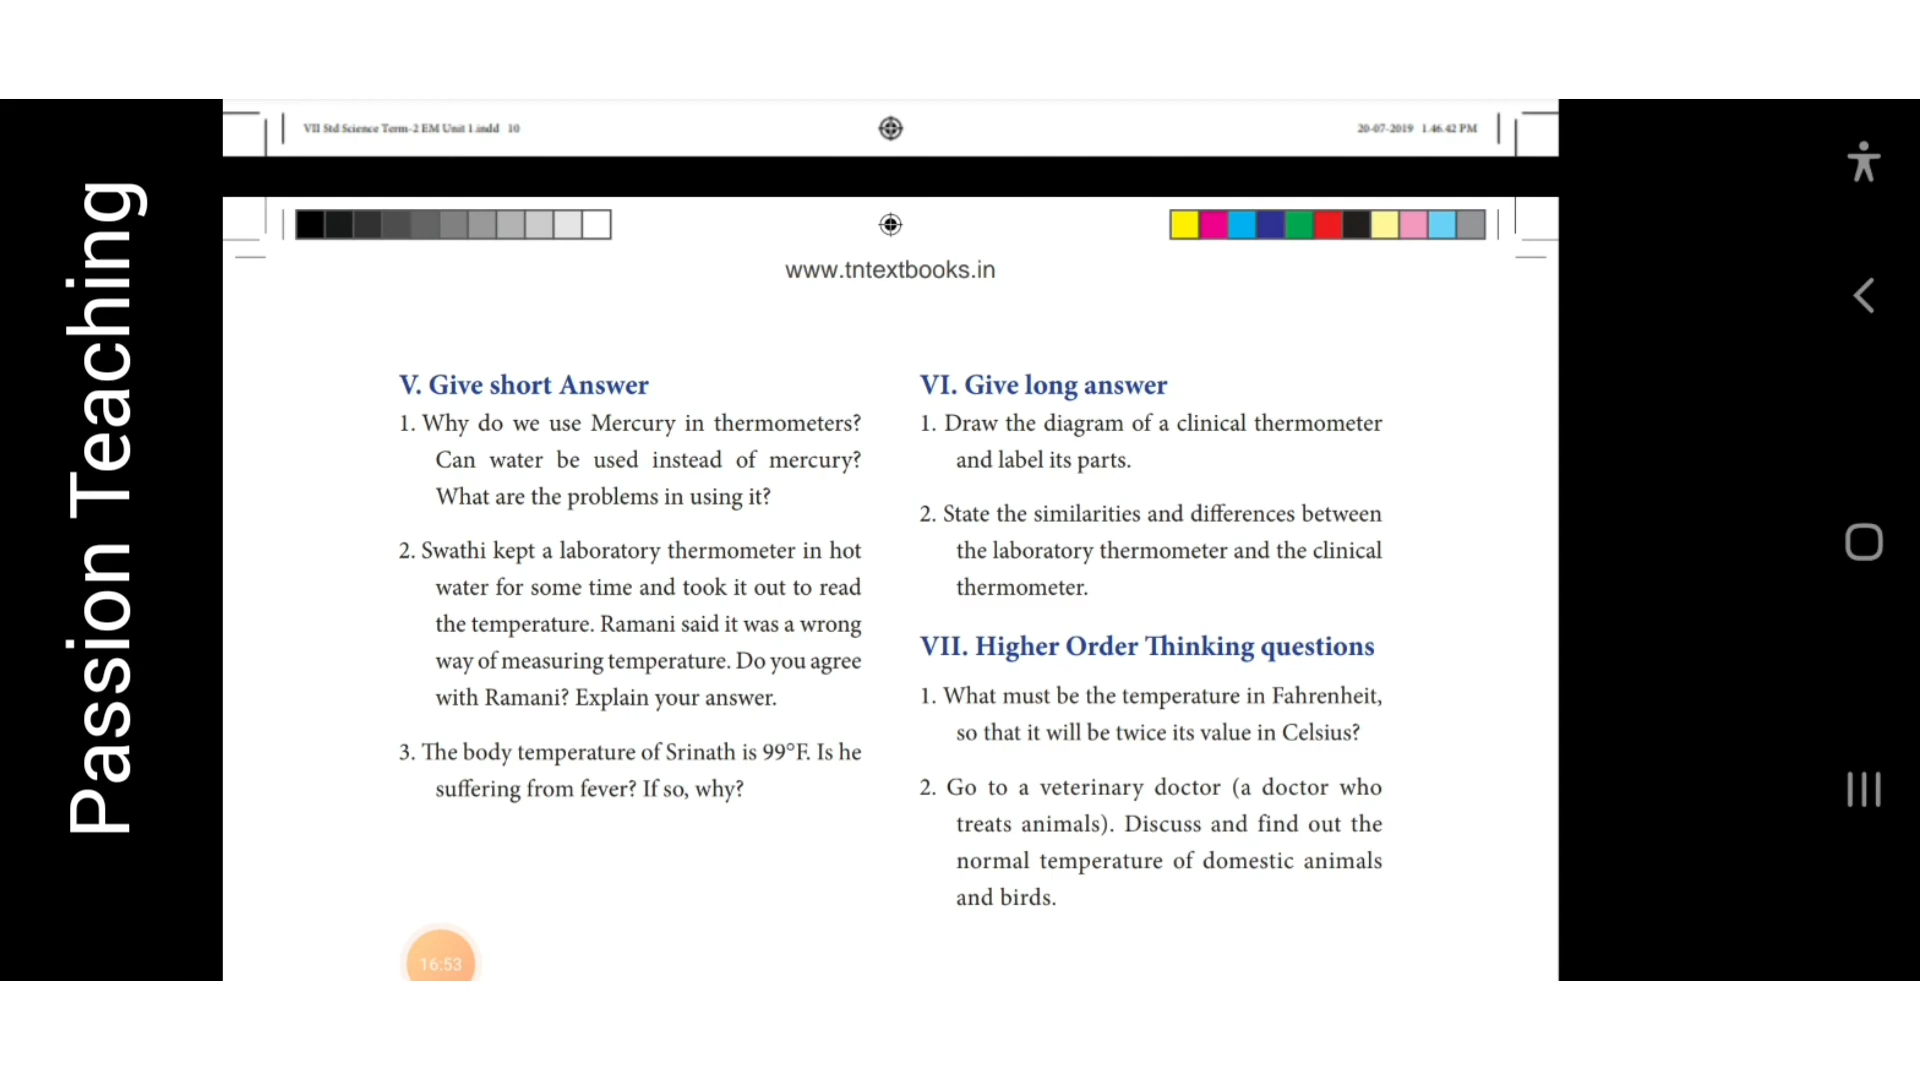 Passion Teaching
VII Std Science Term-2 EM Unit 1.indd 10
20-07-2019 1.46.42 PM
www.tntextbooks.in
V. Give short Answer
1. Why do we use Mercury in thermometers?
Can water be used instead of mercury?
What are the problems in using it?
2. Swathi kept a laboratory thermometer in hot
water for some time and took it out to read
the temperature. Ramani said it was a wrong
way of measuring temperature. Do you agree
with Ramani? Explain your answer.
3. The body temperature of Srinath is 99°F. Is he
suffering from fever? If so, why?
VI. Give long answer
1. Draw the diagram of a clinical thermometer
and label its parts.
2. State the similarities and differences between
the laboratory thermometer and the clinical
thermometer.
VII. Higher Order Thinking questions
1. What must be the temperature in Fahrenheit,
so that it will be twice its value in Celsius?
2. Go to a veterinary doctor (a doctor who
treats animals). Discuss and find out the
normal temperature of domestic animals
and birds.
16:53